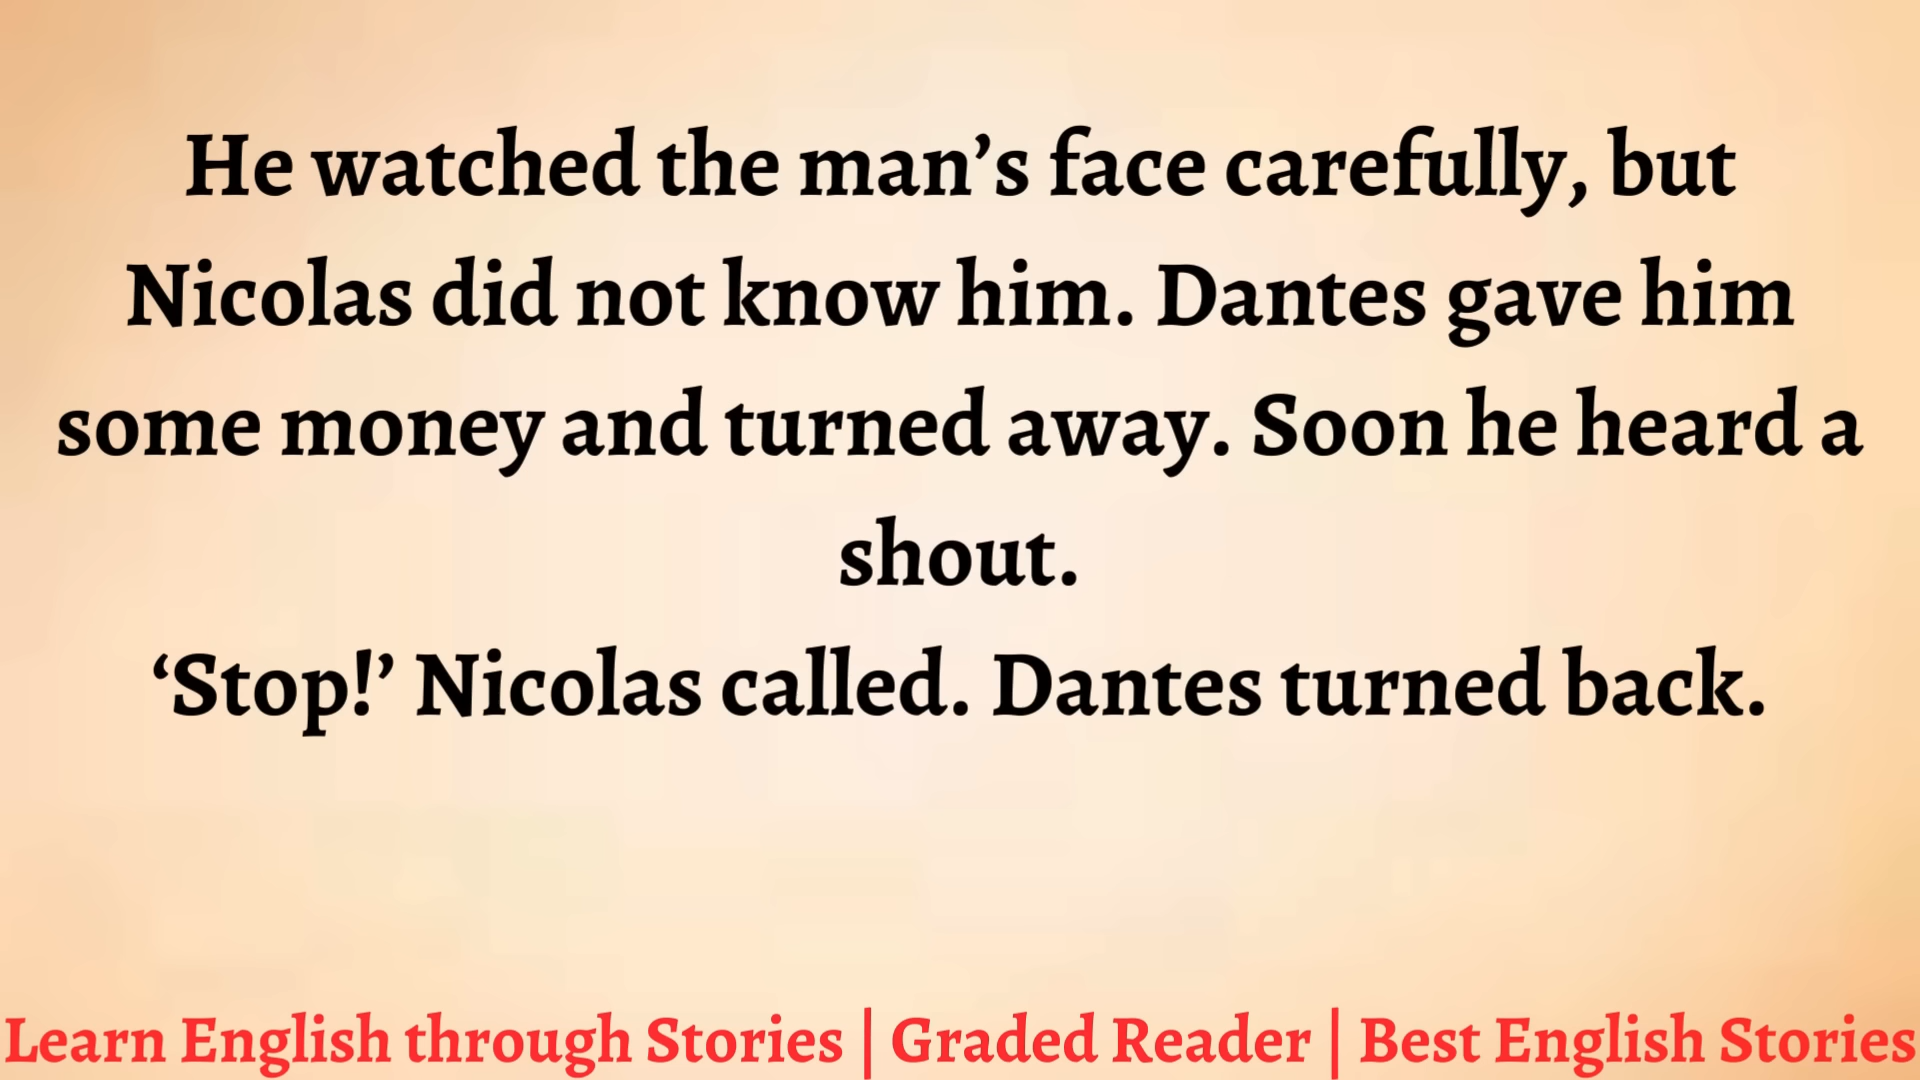 He watched the man’s face carefully, but
Nicolas did not know him. Dantes gave him
some money and turned away. Soon he heard a
shout.
‘Stop!’ Nicolas called. Dantes turned back.
Learn English through Stories | Graded Reader | Best English Stories